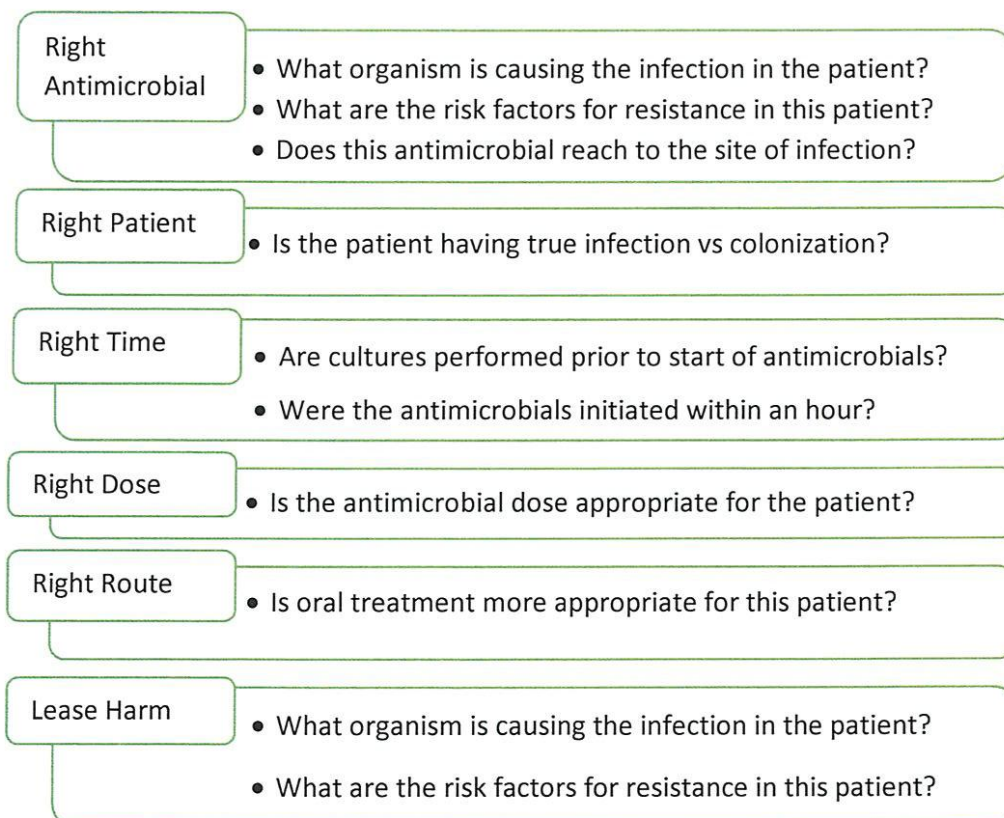 Right
Antimicrobial
• What organism is causing the infection in the patient?
• What are the risk factors for resistance in this patient?
• Does this antimicrobial reach to the site of infection?
Right Patient
• Is the patient having true infection vs colonization?
Right Time
• Are cultures performed prior to start of antimicrobials?
• Were the antimicrobials initiated within an hour?
Right Dose
• Is the antimicrobial dose appropriate for the patient?
Right Route
• Is oral treatment more appropriate for this patient?
Lease Harm
• What organism is causing the infection in the patient?
• What are the risk factors for resistance in this patient?